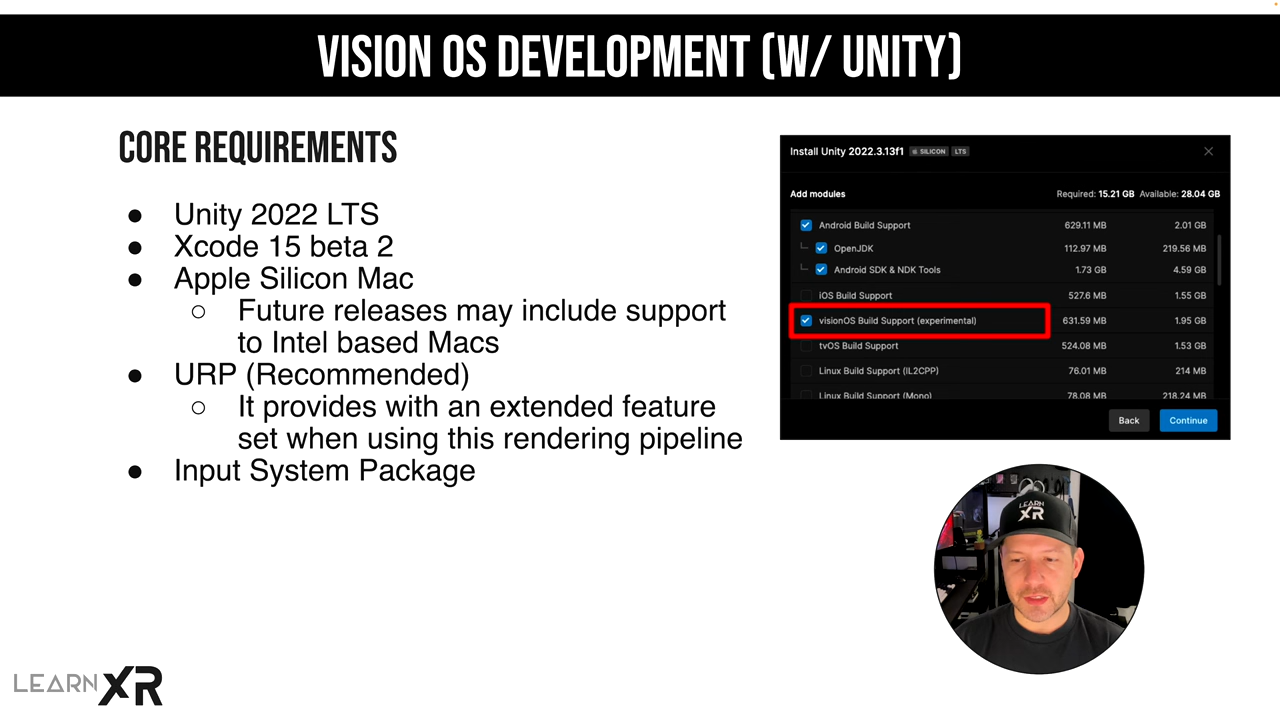 VISION OS DEVELOPMENT (W/ UNITY)
CORE REQUIREMENTS
● Unity 2022 LTS
● Xcode 15 beta 2
● Apple Silicon Mac
○ Future releases may include support
to Intel based Macs
● URP (Recommended)
○ It provides with an extended feature
set when using this rendering pipeline
● Input System Package
Install Unity 2022.3.13f1 SILICON LTS
Add modules Required: 15.21 GB Available: 28.04 GB
Android Build Support 629.11 MB 2.01 GB
OpenJDK 112.97 MB 219.56 MB
Android SDK & NDK Tools 1.73 GB 4.59 GB
iOS Build Support 527.6 MB 1.55 GB
visionOS Build Support (experimental) 631.59 MB 1.95 GB
tvOS Build Support 524.08 MB 1.53 GB
Linux Build Support (IL2CPP) 76.01 MB 214 MB
Linux Build Support (Mono) 78.08 MB 218.24 MB
Back Continue
LEARN
XR
LEARN XR